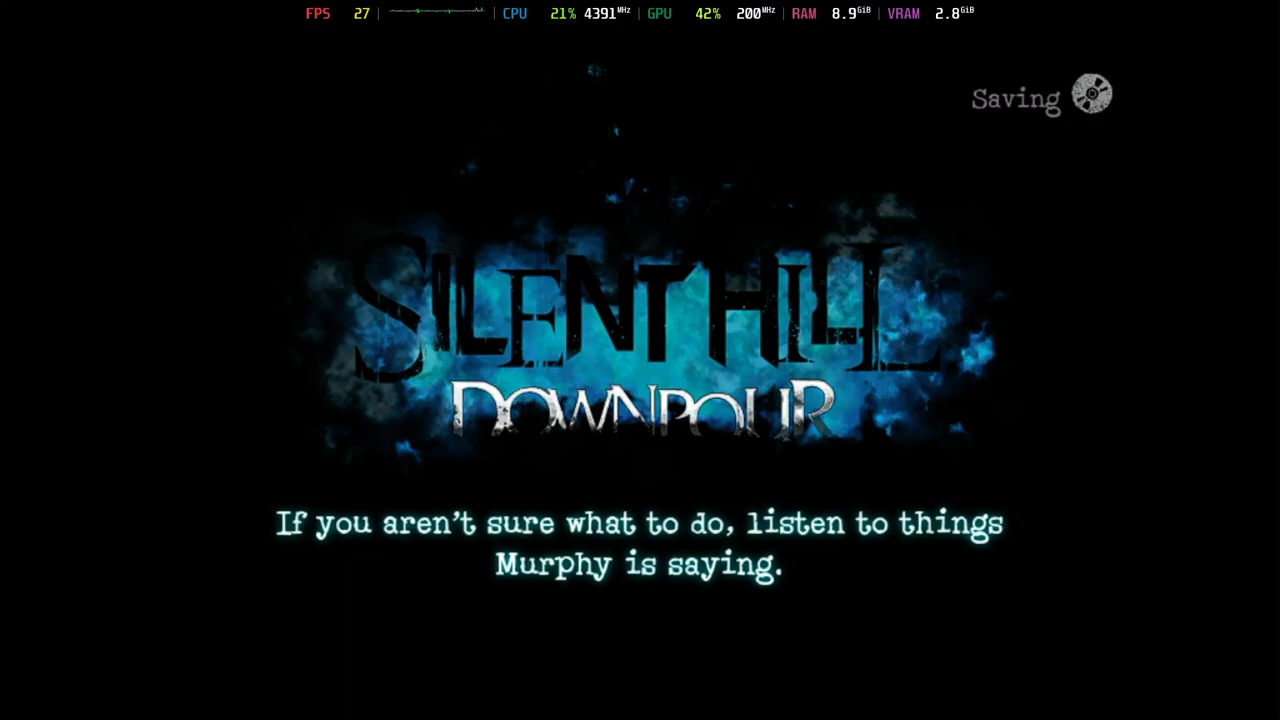 FPS 27 | CPU 21% 4391MHz | GPU 42% 200MHz | RAM 8.9GiB | VRAM 2.8GiB
Saving
SILENT HILL
DOWNPOUR
If you aren't sure what to do, listen to things
Murphy is saying.